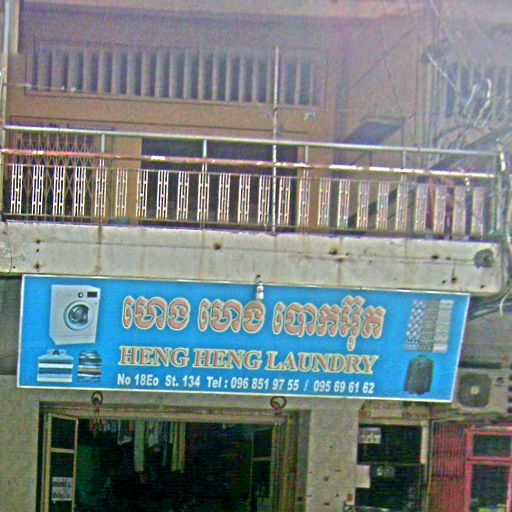 ហេង ហេង បោកអ៊ុត
HENG HENG LAUNDRY
No 18Eo St. 134 Tel : 096 851 97 55 / 095 69 61 62